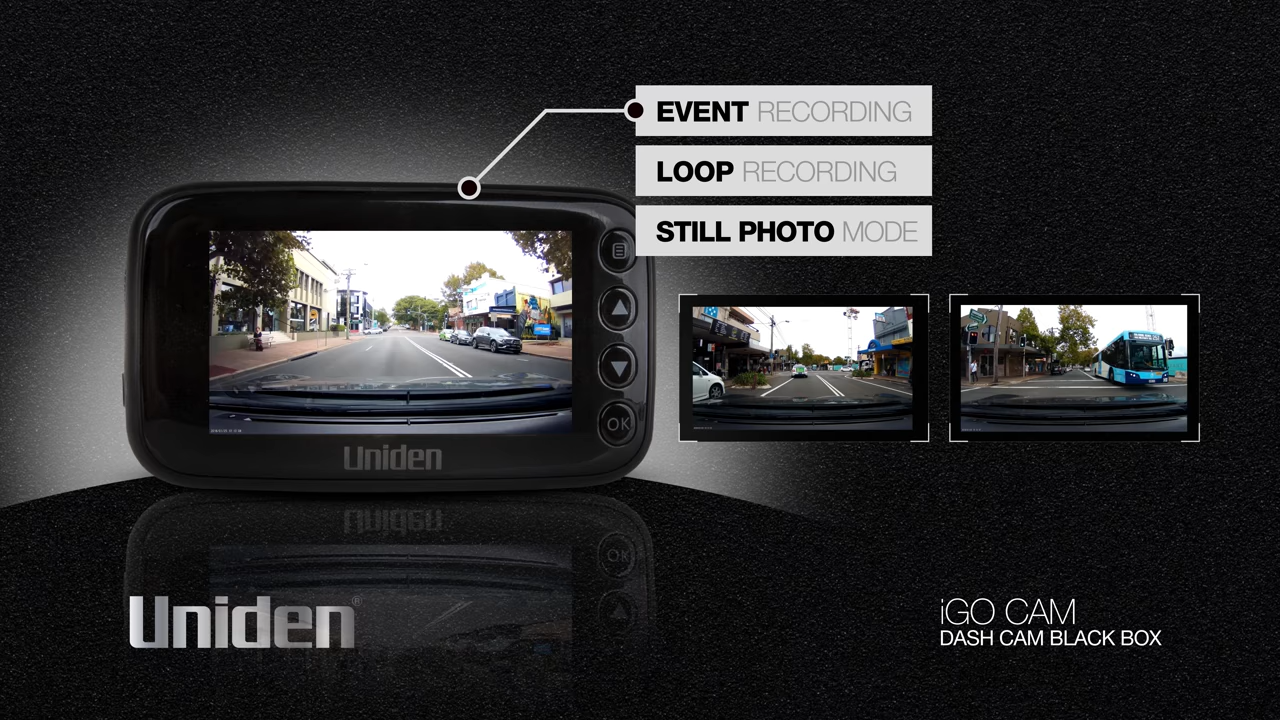 EVENT RECORDING
LOOP RECORDING
STILL PHOTO MODE
OK
Uniden
Uniden®
iGO CAM
DASH CAM BLACK BOX